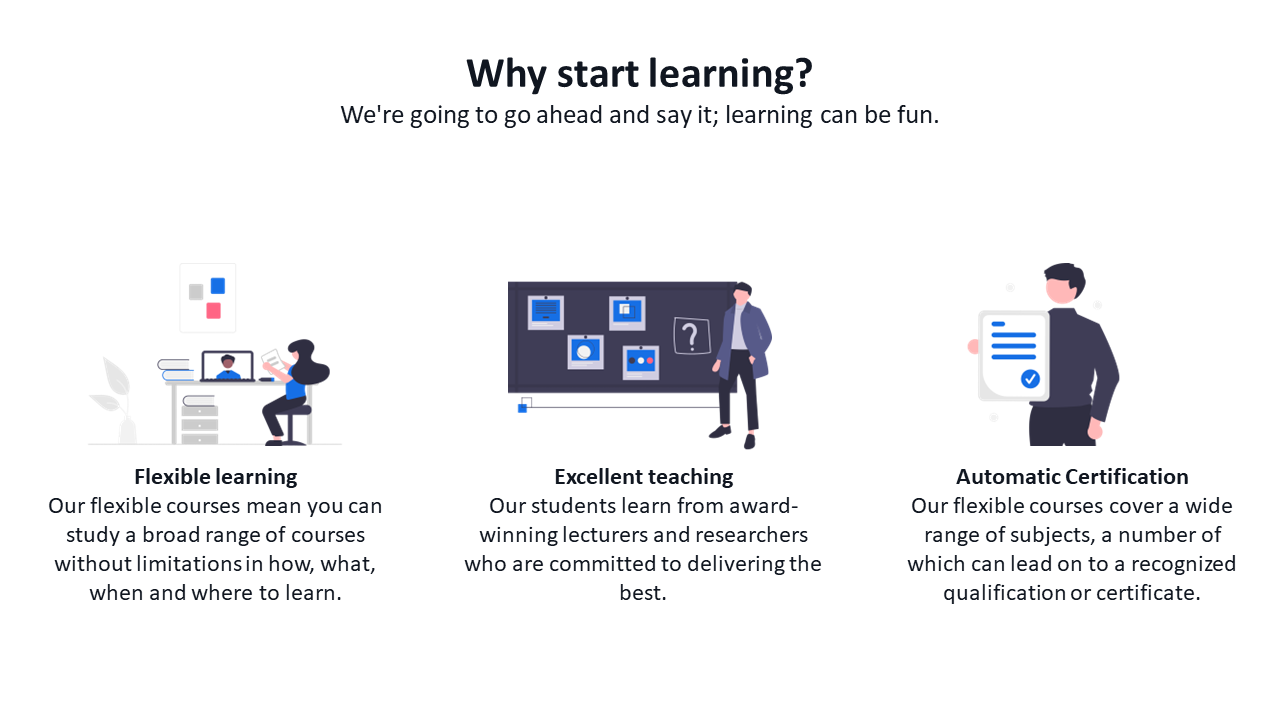 Why start learning?
We're going to go ahead and say it; learning can be fun.
?
Flexible learning
Our flexible courses mean you can
study a broad range of courses
without limitations in how, what,
when and where to learn.
Excellent teaching
Our students learn from award-
winning lecturers and researchers
who are committed to delivering the
best.
Automatic Certification
Our flexible courses cover a wide
range of subjects, a number of
which can lead on to a recognized
qualification or certificate.